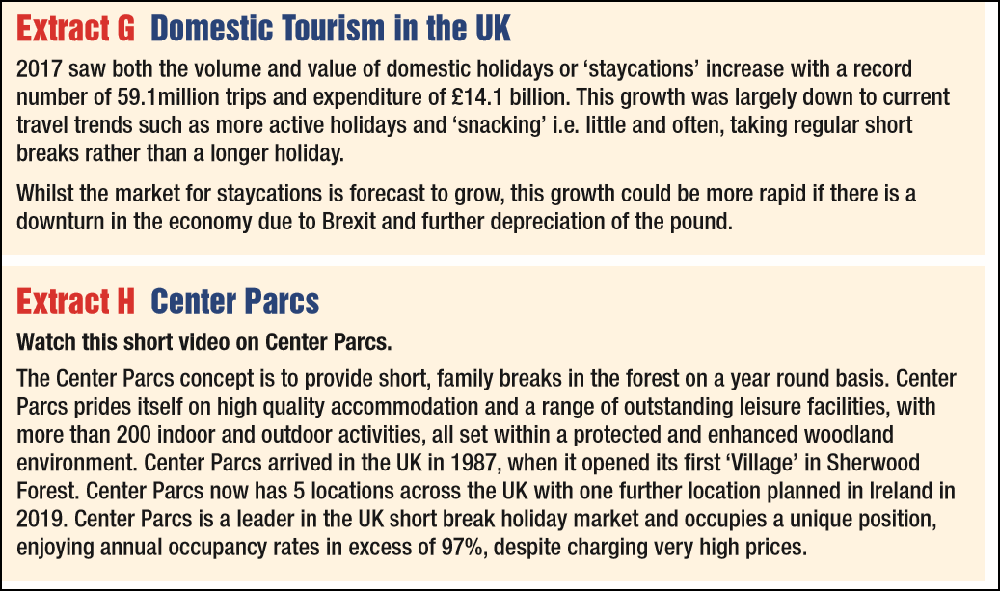 Extract G Domestic Tourism in the UK
2017 saw both the volume and value of domestic holidays or ‘staycations’ increase with a record
number of 59.1million trips and expenditure of £14.1 billion. This growth was largely down to current
travel trends such as more active holidays and ‘snacking’ i.e. little and often, taking regular short
breaks rather than a longer holiday.
Whilst the market for staycations is forecast to grow, this growth could be more rapid if there is a
downturn in the economy due to Brexit and further depreciation of the pound.
Extract H Center Parcs
Watch this short video on Center Parcs.
The Center Parcs concept is to provide short, family breaks in the forest on a year round basis. Center
Parcs prides itself on high quality accommodation and a range of outstanding leisure facilities, with
more than 200 indoor and outdoor activities, all set within a protected and enhanced woodland
environment. Center Parcs arrived in the UK in 1987, when it opened its first ‘Village’ in Sherwood
Forest. Center Parcs now has 5 locations across the UK with one further location planned in Ireland in
2019. Center Parcs is a leader in the UK short break holiday market and occupies a unique position,
enjoying annual occupancy rates in excess of 97%, despite charging very high prices.